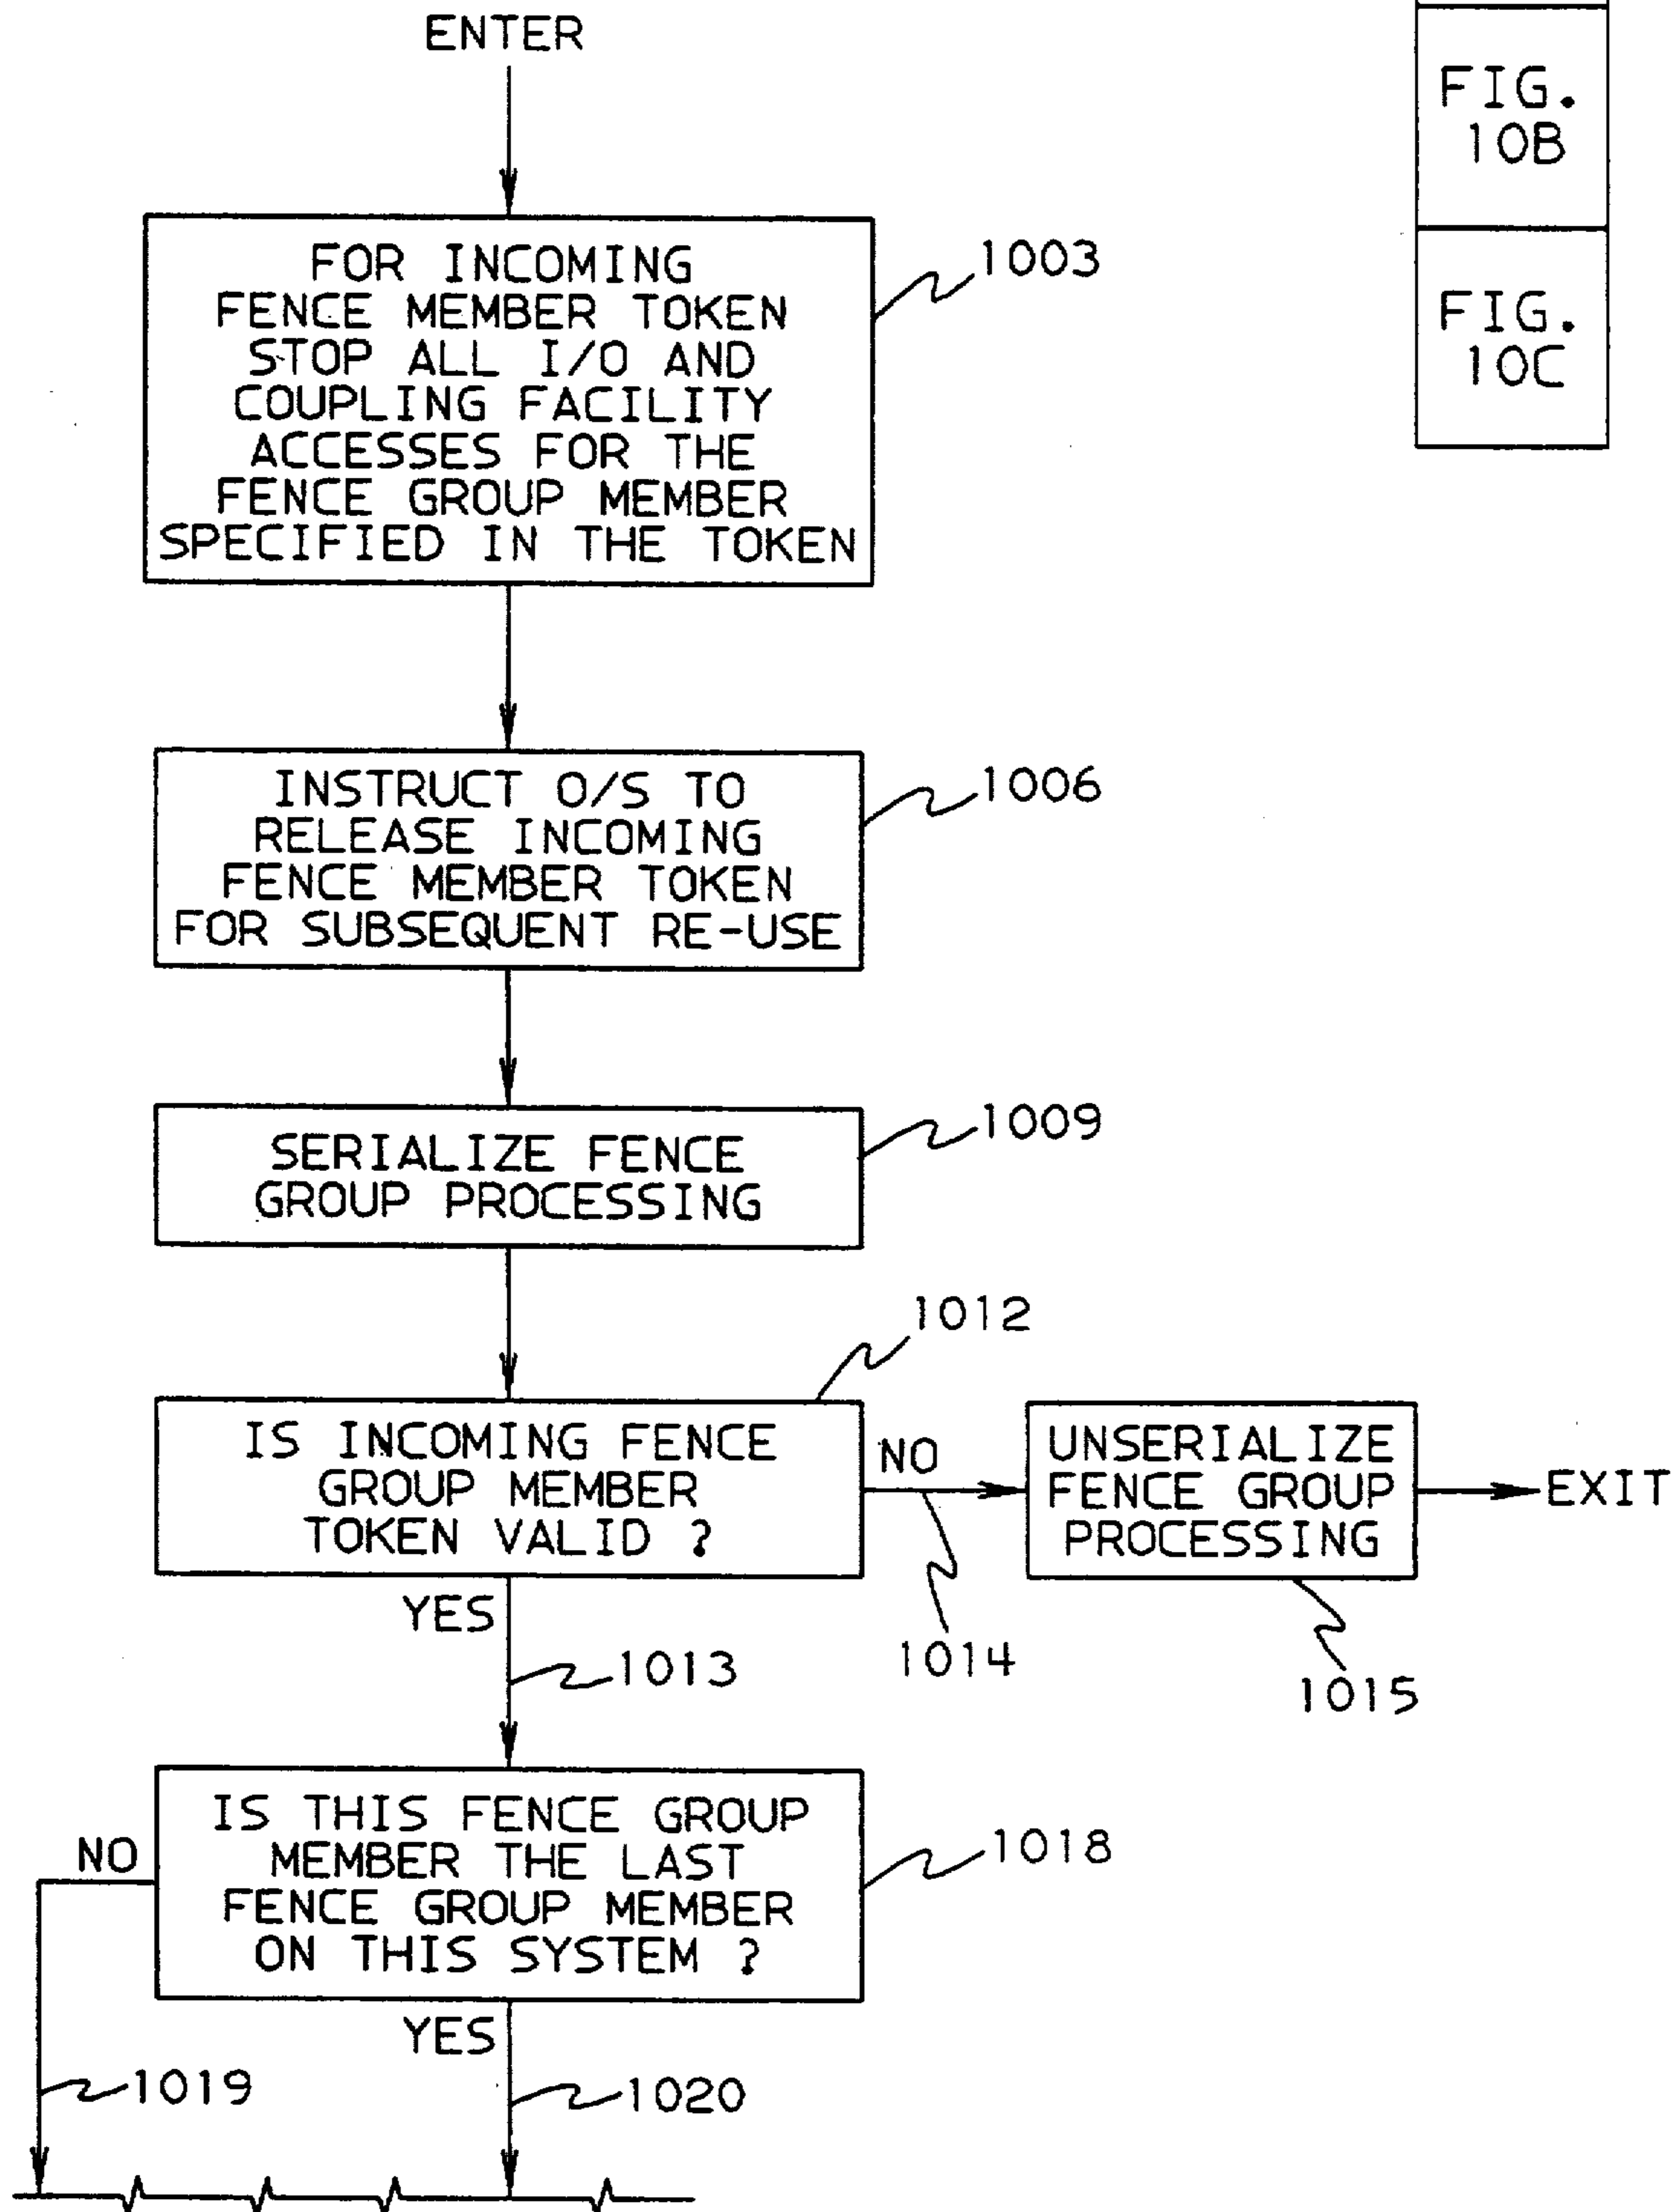 ENTER
FIG.
10B
FIG.
10C
FOR INCOMING
FENCE MEMBER TOKEN
STOP ALL I/O AND
COUPLING FACILITY
ACCESSES FOR THE
FENCE GROUP MEMBER
SPECIFIED IN THE TOKEN
1003
INSTRUCT O/S TO
RELEASE INCOMING
FENCE MEMBER TOKEN
FOR SUBSEQUENT RE-USE
1006
SERIALIZE FENCE
GROUP PROCESSING
1009
1012
IS INCOMING FENCE
GROUP MEMBER
TOKEN VALID ?
NO
UNSERIALIZE
FENCE GROUP
PROCESSING
EXIT
YES
1013
1014
1015
IS THIS FENCE GROUP
MEMBER THE LAST
FENCE GROUP MEMBER
ON THIS SYSTEM ?
NO
1018
YES
1019
1020